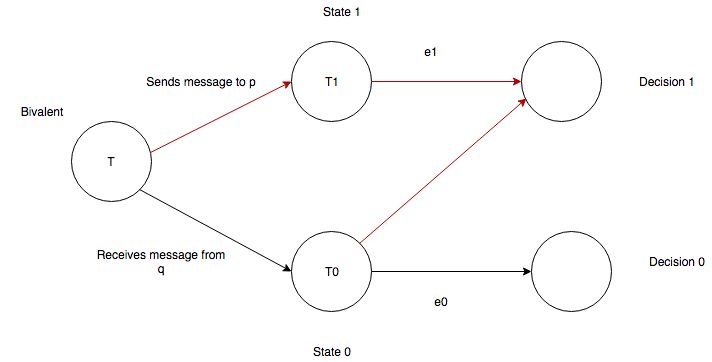 State 1
e1
Sends message to p
T1
Decision 1
Bivalent
T
Receives message from
q
T0
Decision 0
e0
State 0